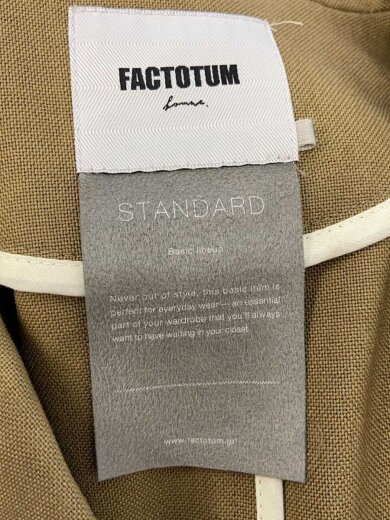 FACTOTUM
homme.
STANDARD
Basic lineup
Never out of style, this basic item is
perfect for everyday wear — an essential
part of your wardrobe that you'll always
want to have waiting in your closet.
www.factotum.jp